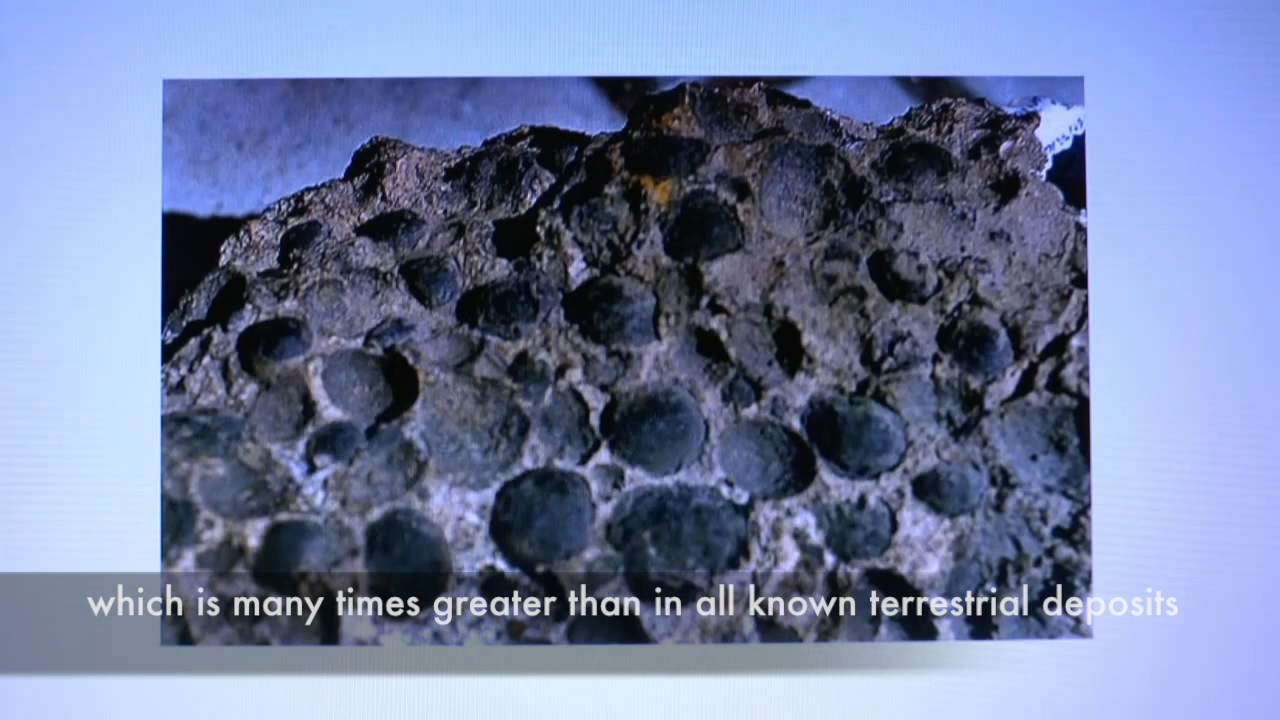 which is many times greater than in all known terrestrial deposits